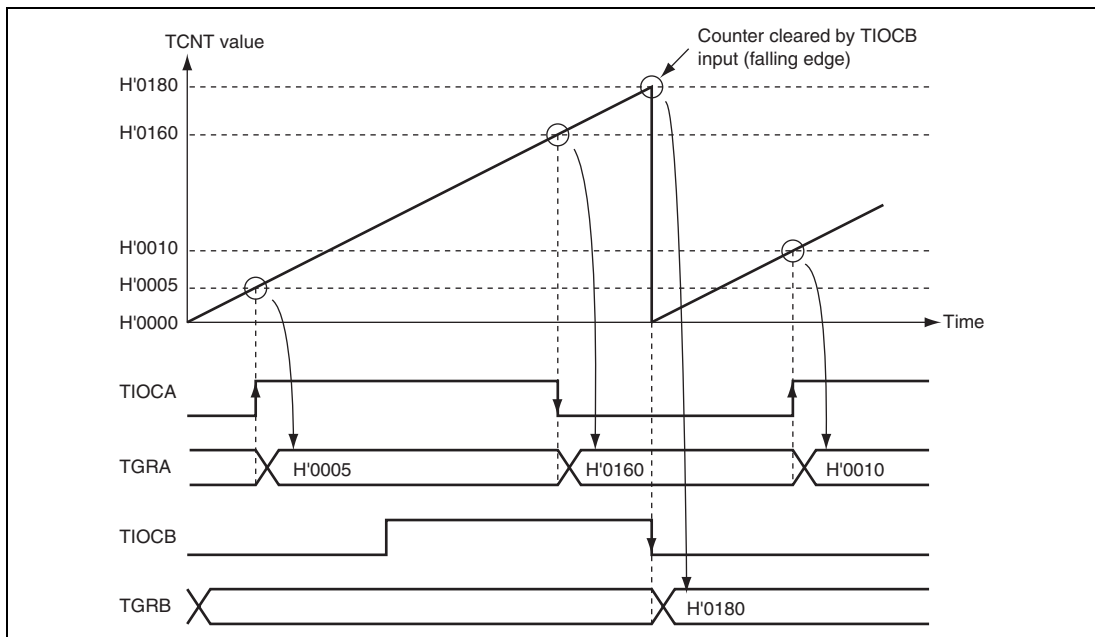 TCNT value
Counter cleared by TIOCB
input (falling edge)
H'0180
H'0160
H'0010
H'0005
H'0000
Time
TIOCA
TGRA
H'0005
H'0160
H'0010
TIOCB
TGRB
H'0180